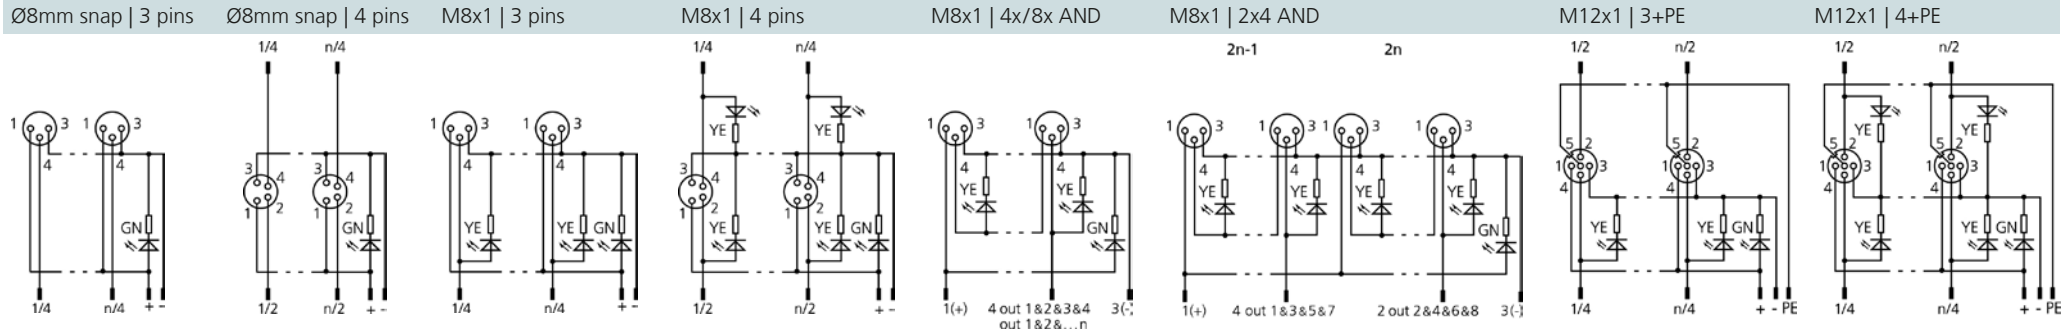 Ø8mm snap | 3 pins
1
3
4
GN
1/4
n/4
+
-
Ø8mm snap | 4 pins
1/4
n/4
3
4
4
1
2
1
2
GN
1/2
n/2
+
-
M8x1 | 3 pins
1
3
1
3
4
4
YE
YE
GN
1/4
n/4
+
-
M8x1 | 4 pins
1/4
n/4
YE
YE
3
4
3
4
1
2
1
2
YE
YE
GN
1/2
n/2
+
-
M8x1 | 4x/8x AND
1
3
1
3
4
4
YE
YE
GN
1(+)
4 out 1&2&3&4
3(-)
out 1&2&...n
M8x1 | 2x4 AND
2n-1
2n
1
3
1
3
1
3
1
3
4
4
4
4
YE
YE
YE
YE
GN
1(+)
4 out 1&3&5&7
2 out 2&4&6&8
3(-)
M12x1 | 3+PE
1/2
n/2
5
2
1
3
4
5
2
1
3
4
YE
YE
GN
1/4
n/4
+
-
PE
M12x1 | 4+PE
1/2
n/2
YE
YE
5
2
1
3
4
5
2
1
3
4
YE
YE
GN
1/4
n/4
+
-
PE